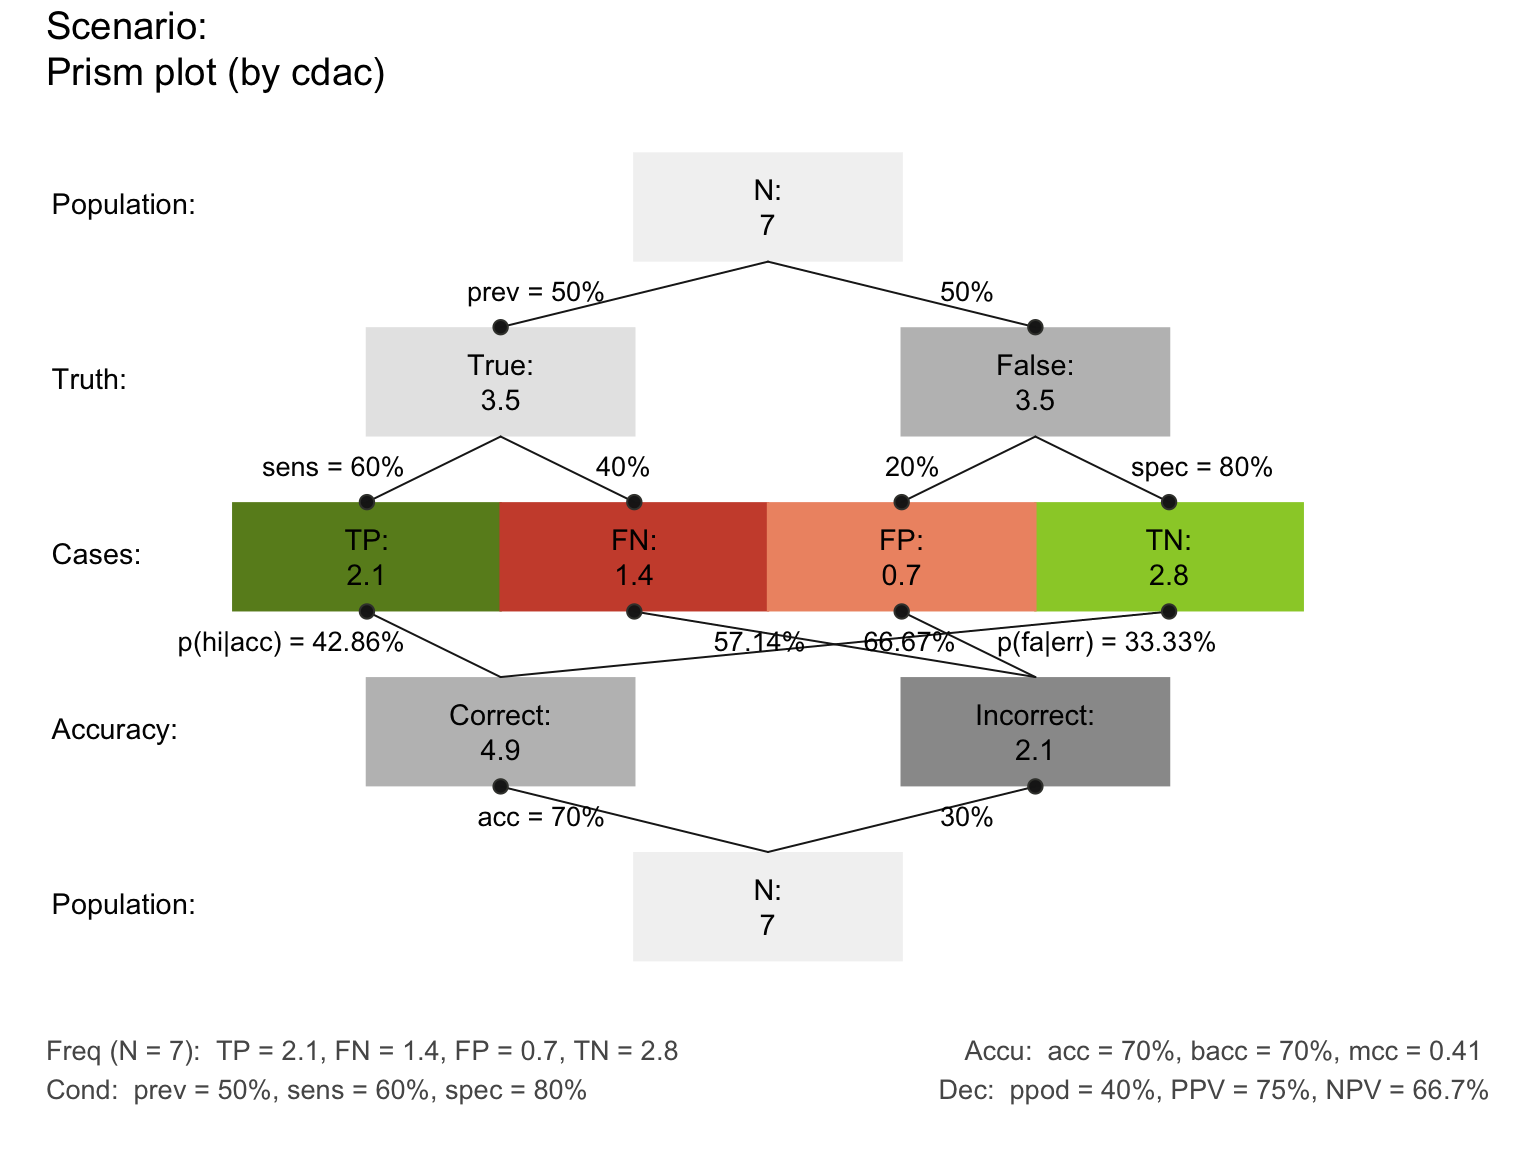 Scenario:
Prism plot (by cdac)
Population:
N:
7
prev = 50%
50%
Truth:
True:
3.5
False:
3.5
sens = 60%
40%
20%
spec = 80%
Cases:
TP:
2.1
FN:
1.4
FP:
0.7
TN:
2.8
p(hi|acc) = 42.86%
57.14%
66.67%
p(fa|err) = 33.33%
Accuracy:
Correct:
4.9
Incorrect:
2.1
acc = 70%
30%
Population:
N:
7
Freq (N = 7):  TP = 2.1, FN = 1.4, FP = 0.7, TN = 2.8
Cond:  prev = 50%, sens = 60%, spec = 80%
Accu:  acc = 70%, bacc = 70%, mcc = 0.41
Dec:  ppod = 40%, PPV = 75%, NPV = 66.7%